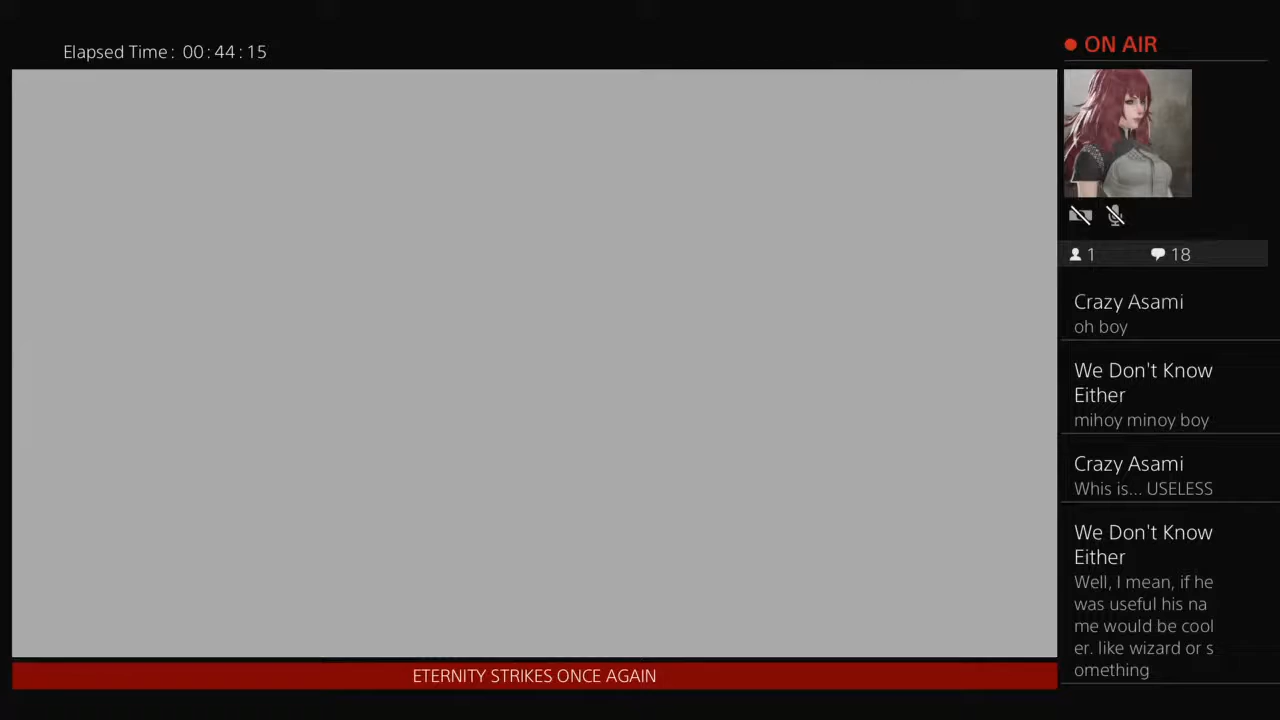 Elapsed Time: 00:44:15
ON AIR
1 18
Crazy Asami
oh boy
We Don't Know
Either
mihoy minoy boy
Crazy Asami
Whis is... USELESS
We Don't Know
Either
Well, I mean, if he
was useful his na
me would be cool
er. like wizard or s
omething
ETERNITY STRIKES ONCE AGAIN